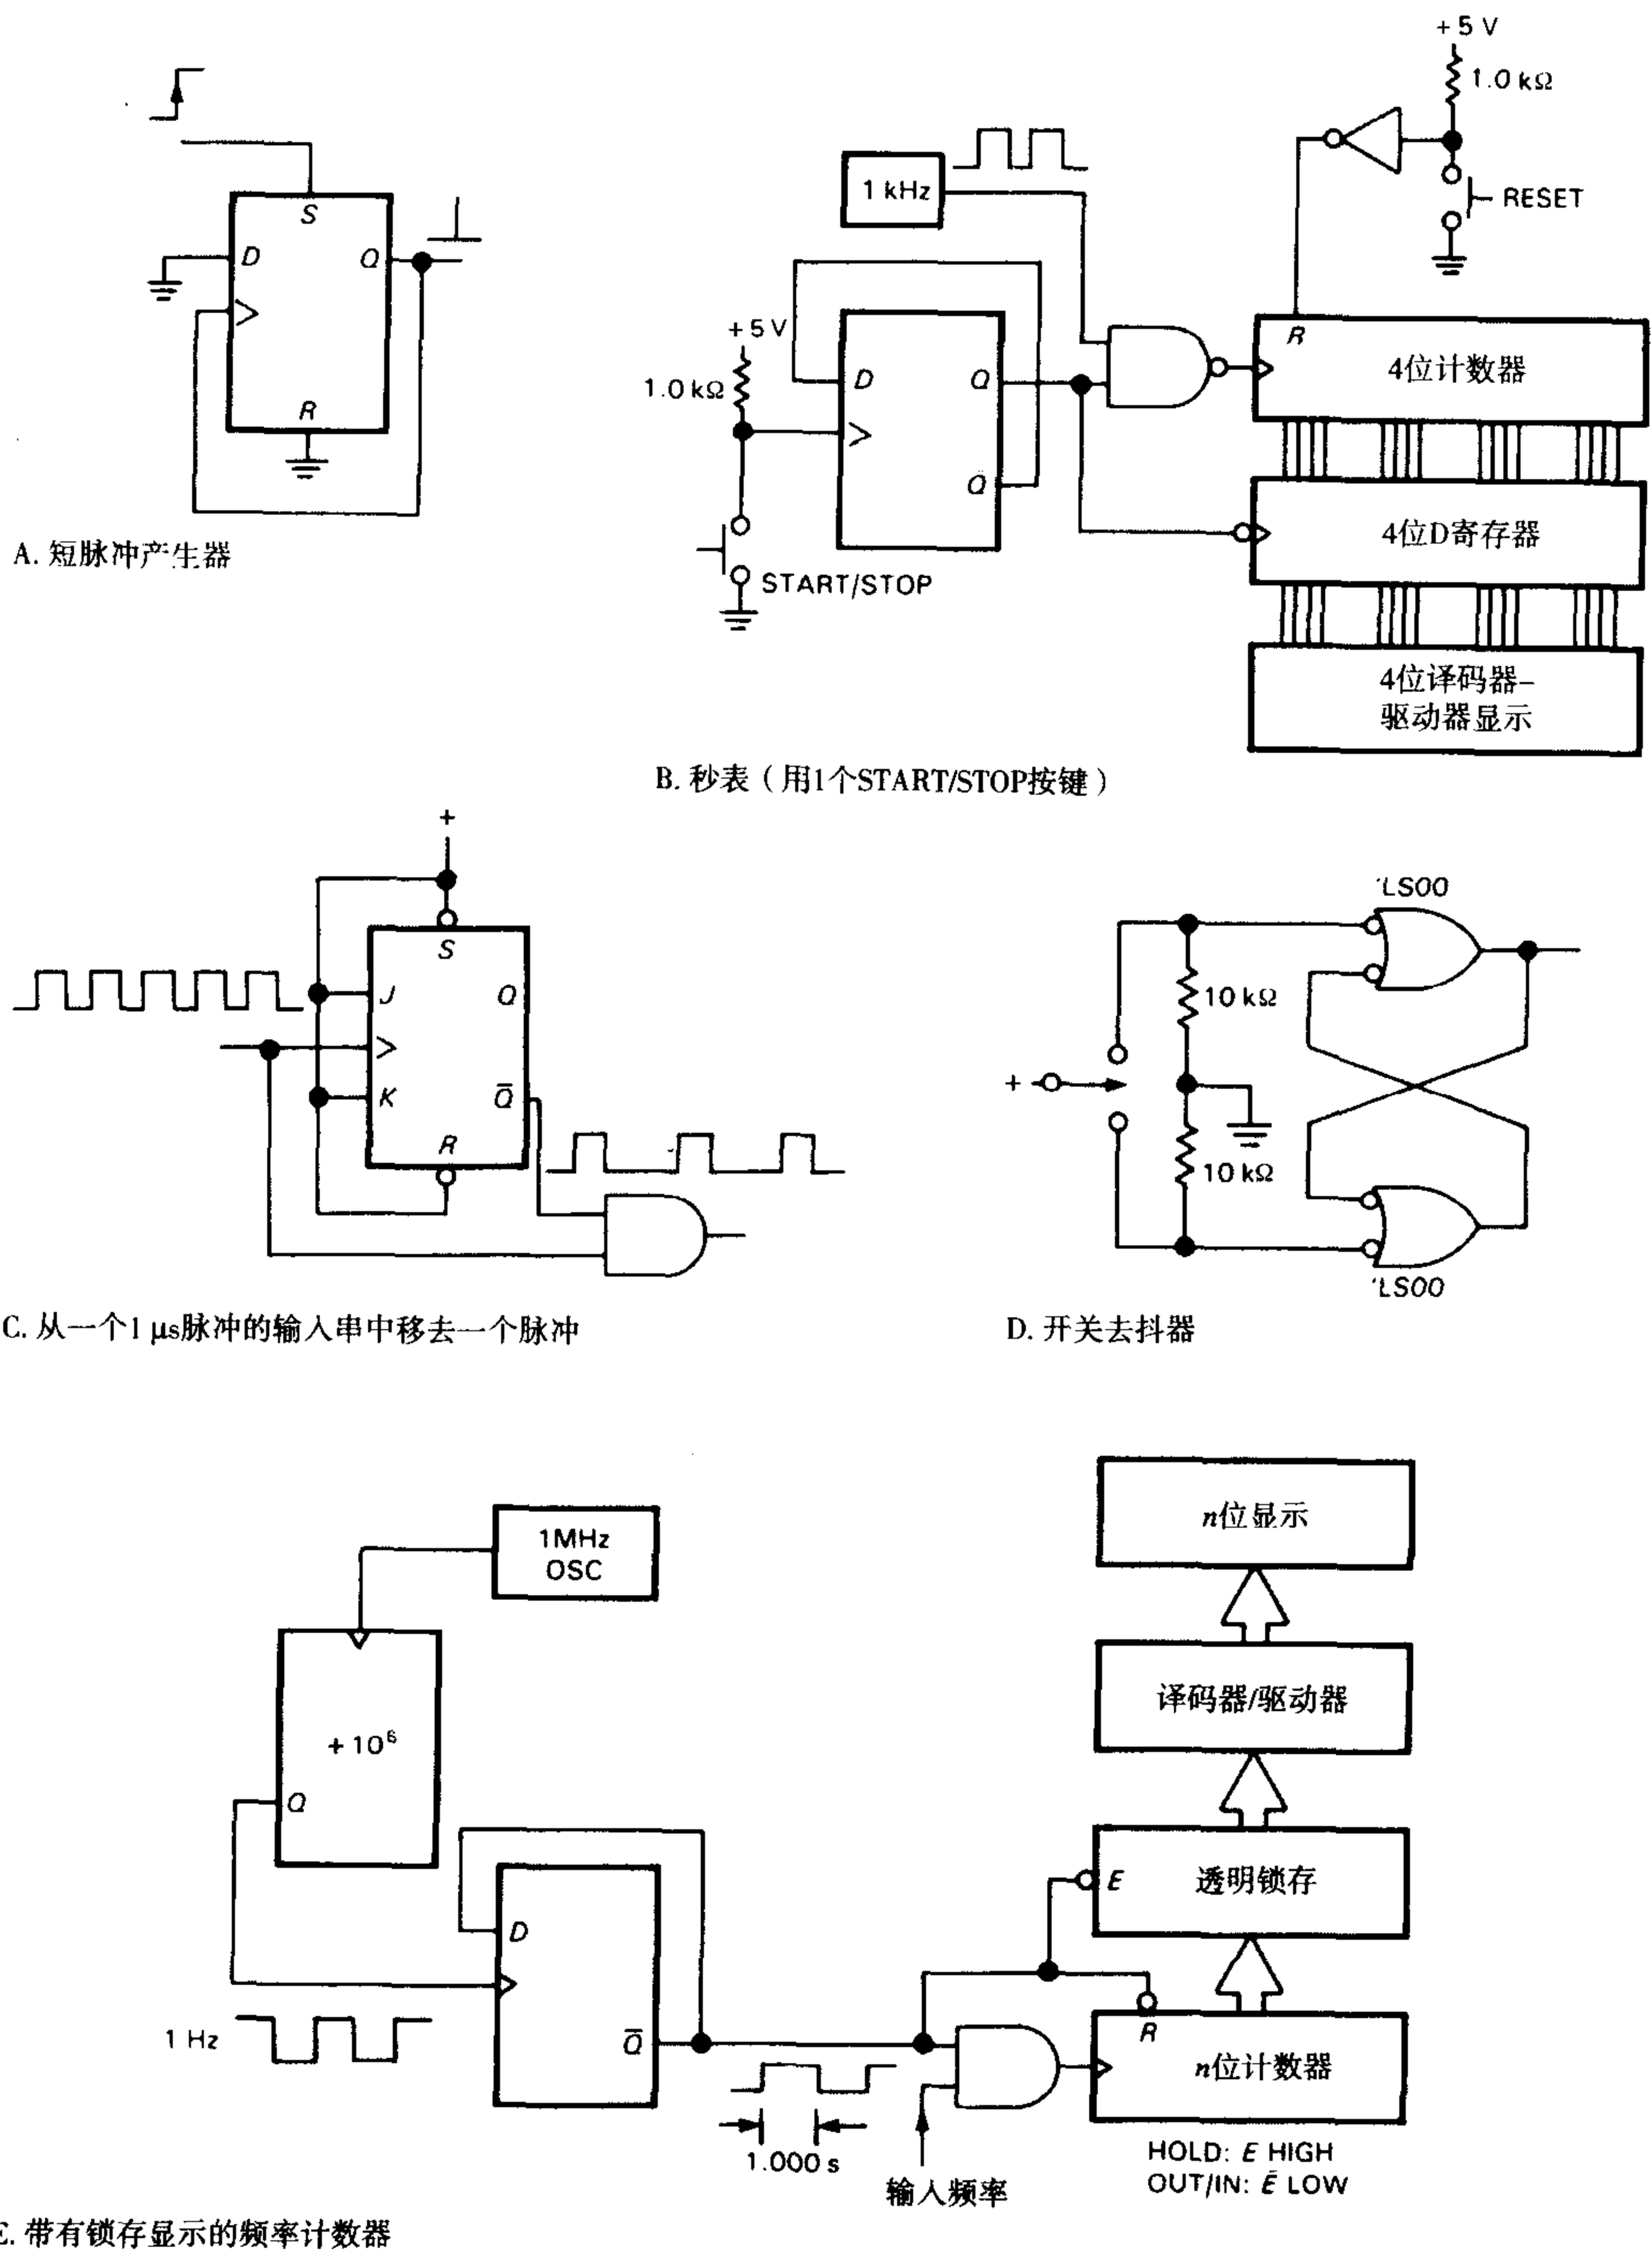 S
D
Q
R
A. 短脉冲产生器
+5 V
1.0 kΩ
RESET
1 kHz
+5 V
1.0 kΩ
D
Q
Q
START/STOP
R
4位计数器
4位D寄存器
4位译码器–
驱动器显示
B. 秒表（用1个START/STOP按键）
+
S
J
Q
K
Q̄
R
C. 从一个1 μs脉冲的输入串中移去一个脉冲
'LS00
10 kΩ
+
10 kΩ
'LS00
D. 开关去抖器
1MHz
OSC
+ 10⁶
Q
1 Hz
D
Q̄
1.000 s
输入频率
n位显示
译码器/驱动器
E
透明锁存
R
n位计数器
HOLD: E HIGH
OUT/IN: Ē LOW
E. 带有锁存显示的频率计数器